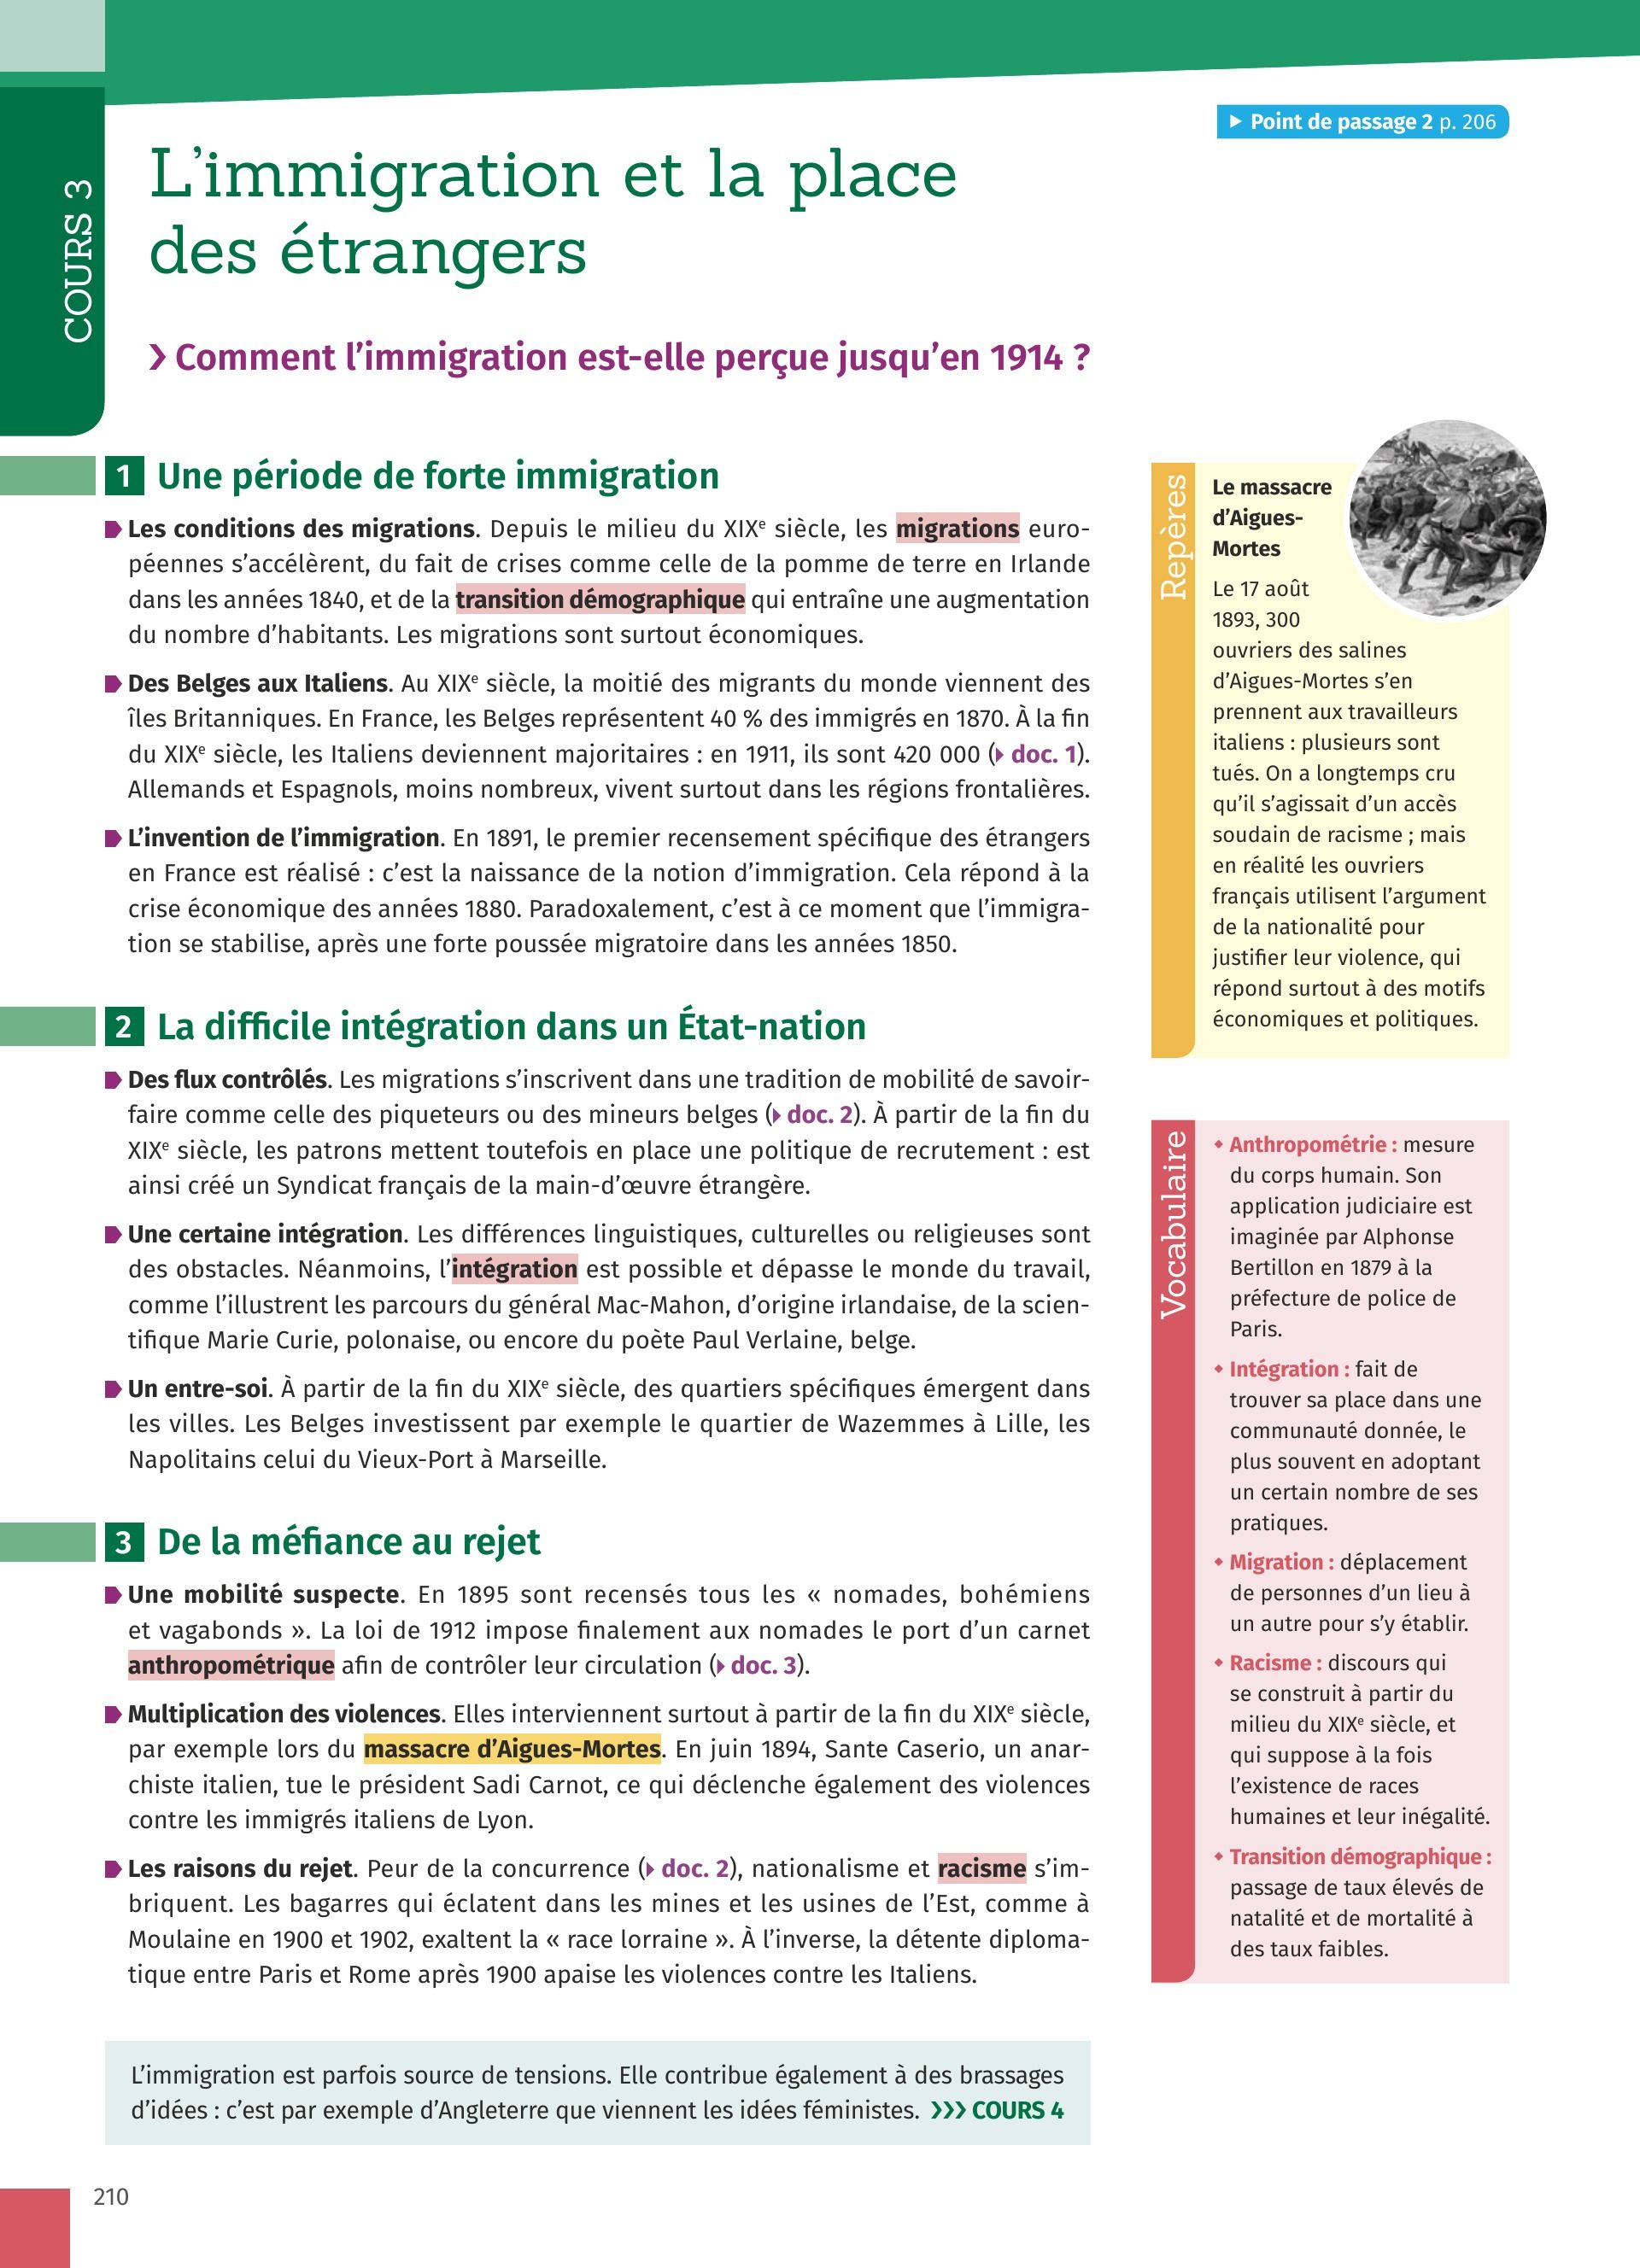 COURS 3
Point de passage 2 p. 206
L’immigration et la place
des étrangers
Comment l’immigration est-elle perçue jusqu’en 1914 ?
1 Une période de forte immigration
Les conditions des migrations. Depuis le milieu du XIXe siècle, les migrations euro-
péennes s’accélèrent, du fait de crises comme celle de la pomme de terre en Irlande
dans les années 1840, et de la transition démographique qui entraîne une augmentation
du nombre d’habitants. Les migrations sont surtout économiques.
Des Belges aux Italiens. Au XIXe siècle, la moitié des migrants du monde viennent des
îles Britanniques. En France, les Belges représentent 40 % des immigrés en 1870. À la fin
du XIXe siècle, les Italiens deviennent majoritaires : en 1911, ils sont 420 000 (doc. 1).
Allemands et Espagnols, moins nombreux, vivent surtout dans les régions frontalières.
L’invention de l’immigration. En 1891, le premier recensement spécifique des étrangers
en France est réalisé : c’est la naissance de la notion d’immigration. Cela répond à la
crise économique des années 1880. Paradoxalement, c’est à ce moment que l’immigra-
tion se stabilise, après une forte poussée migratoire dans les années 1850.
2 La difficile intégration dans un État-nation
Des flux contrôlés. Les migrations s’inscrivent dans une tradition de mobilité de savoir-
faire comme celle des piqueteurs ou des mineurs belges (doc. 2). À partir de la fin du
XIXe siècle, les patrons mettent toutefois en place une politique de recrutement : est
ainsi créé un Syndicat français de la main-d’œuvre étrangère.
Une certaine intégration. Les différences linguistiques, culturelles ou religieuses sont
des obstacles. Néanmoins, l’intégration est possible et dépasse le monde du travail,
comme l’illustrent les parcours du général Mac-Mahon, d’origine irlandaise, de la scien-
tifique Marie Curie, polonaise, ou encore du poète Paul Verlaine, belge.
Un entre-soi. À partir de la fin du XIXe siècle, des quartiers spécifiques émergent dans
les villes. Les Belges investissent par exemple le quartier de Wazemmes à Lille, les
Napolitains celui du Vieux-Port à Marseille.
3 De la méfiance au rejet
Une mobilité suspecte. En 1895 sont recensés tous les « nomades, bohémiens
et vagabonds ». La loi de 1912 impose finalement aux nomades le port d’un carnet
anthropométrique afin de contrôler leur circulation (doc. 3).
Multiplication des violences. Elles interviennent surtout à partir de la fin du XIXe siècle,
par exemple lors du massacre d’Aigues-Mortes. En juin 1894, Sante Caserio, un anar-
chiste italien, tue le président Sadi Carnot, ce qui déclenche également des violences
contre les immigrés italiens de Lyon.
Les raisons du rejet. Peur de la concurrence (doc. 2), nationalisme et racisme s’im-
briquent. Les bagarres qui éclatent dans les mines et les usines de l’Est, comme à
Moulaine en 1900 et 1902, exaltent la « race lorraine ». À l’inverse, la détente diploma-
tique entre Paris et Rome après 1900 apaise les violences contre les Italiens.
L’immigration est parfois source de tensions. Elle contribue également à des brassages
d’idées : c’est par exemple d’Angleterre que viennent les idées féministes. ❯❯❯ COURS 4
Repères
Le massacre
d’Aigues-
Mortes
Le 17 août
1893, 300
ouvriers des salines
d’Aigues-Mortes s’en
prennent aux travailleurs
italiens : plusieurs sont
tués. On a longtemps cru
qu’il s’agissait d’un accès
soudain de racisme ; mais
en réalité les ouvriers
français utilisent l’argument
de la nationalité pour
justifier leur violence, qui
répond surtout à des motifs
économiques et politiques.
Vocabulaire
Anthropométrie : mesure
du corps humain. Son
application judiciaire est
imaginée par Alphonse
Bertillon en 1879 à la
préfecture de police de
Paris.
Intégration : fait de
trouver sa place dans une
communauté donnée, le
plus souvent en adoptant
un certain nombre de ses
pratiques.
Migration : déplacement
de personnes d’un lieu à
un autre pour s’y établir.
Racisme : discours qui
se construit à partir du
milieu du XIXe siècle, et
qui suppose à la fois
l’existence de races
humaines et leur inégalité.
Transition démographique :
passage de taux élevés de
natalité et de mortalité à
des taux faibles.
210